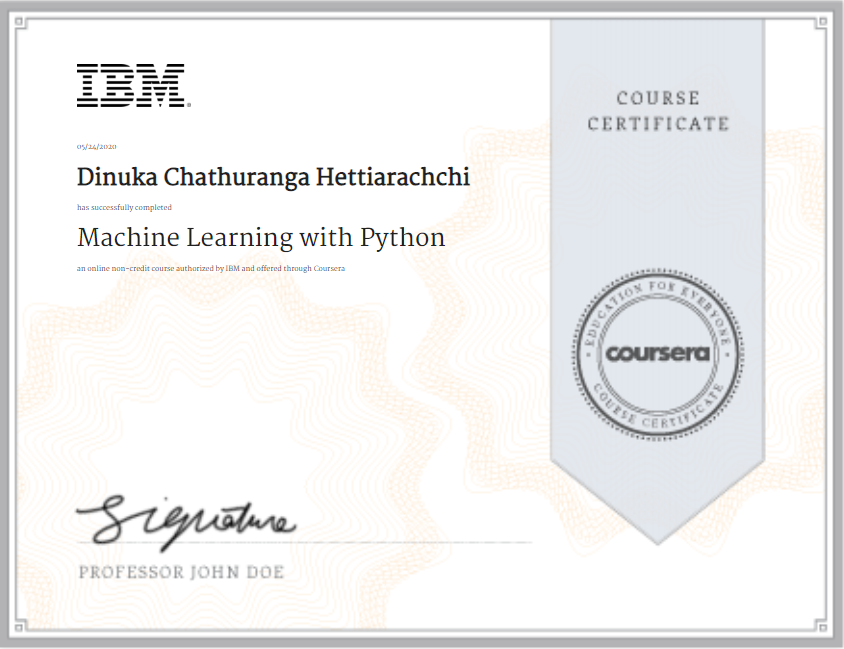 IBM®
05/24/2020
Dinuka Chathuranga Hettiarachchi
has successfully completed
Machine Learning with Python
an online non-credit course authorized by IBM and offered through Coursera
COURSE
CERTIFICATE
EDUCATION FOR EVERYONE
coursera
COURSE CERTIFICATE
Signature
PROFESSOR JOHN DOE